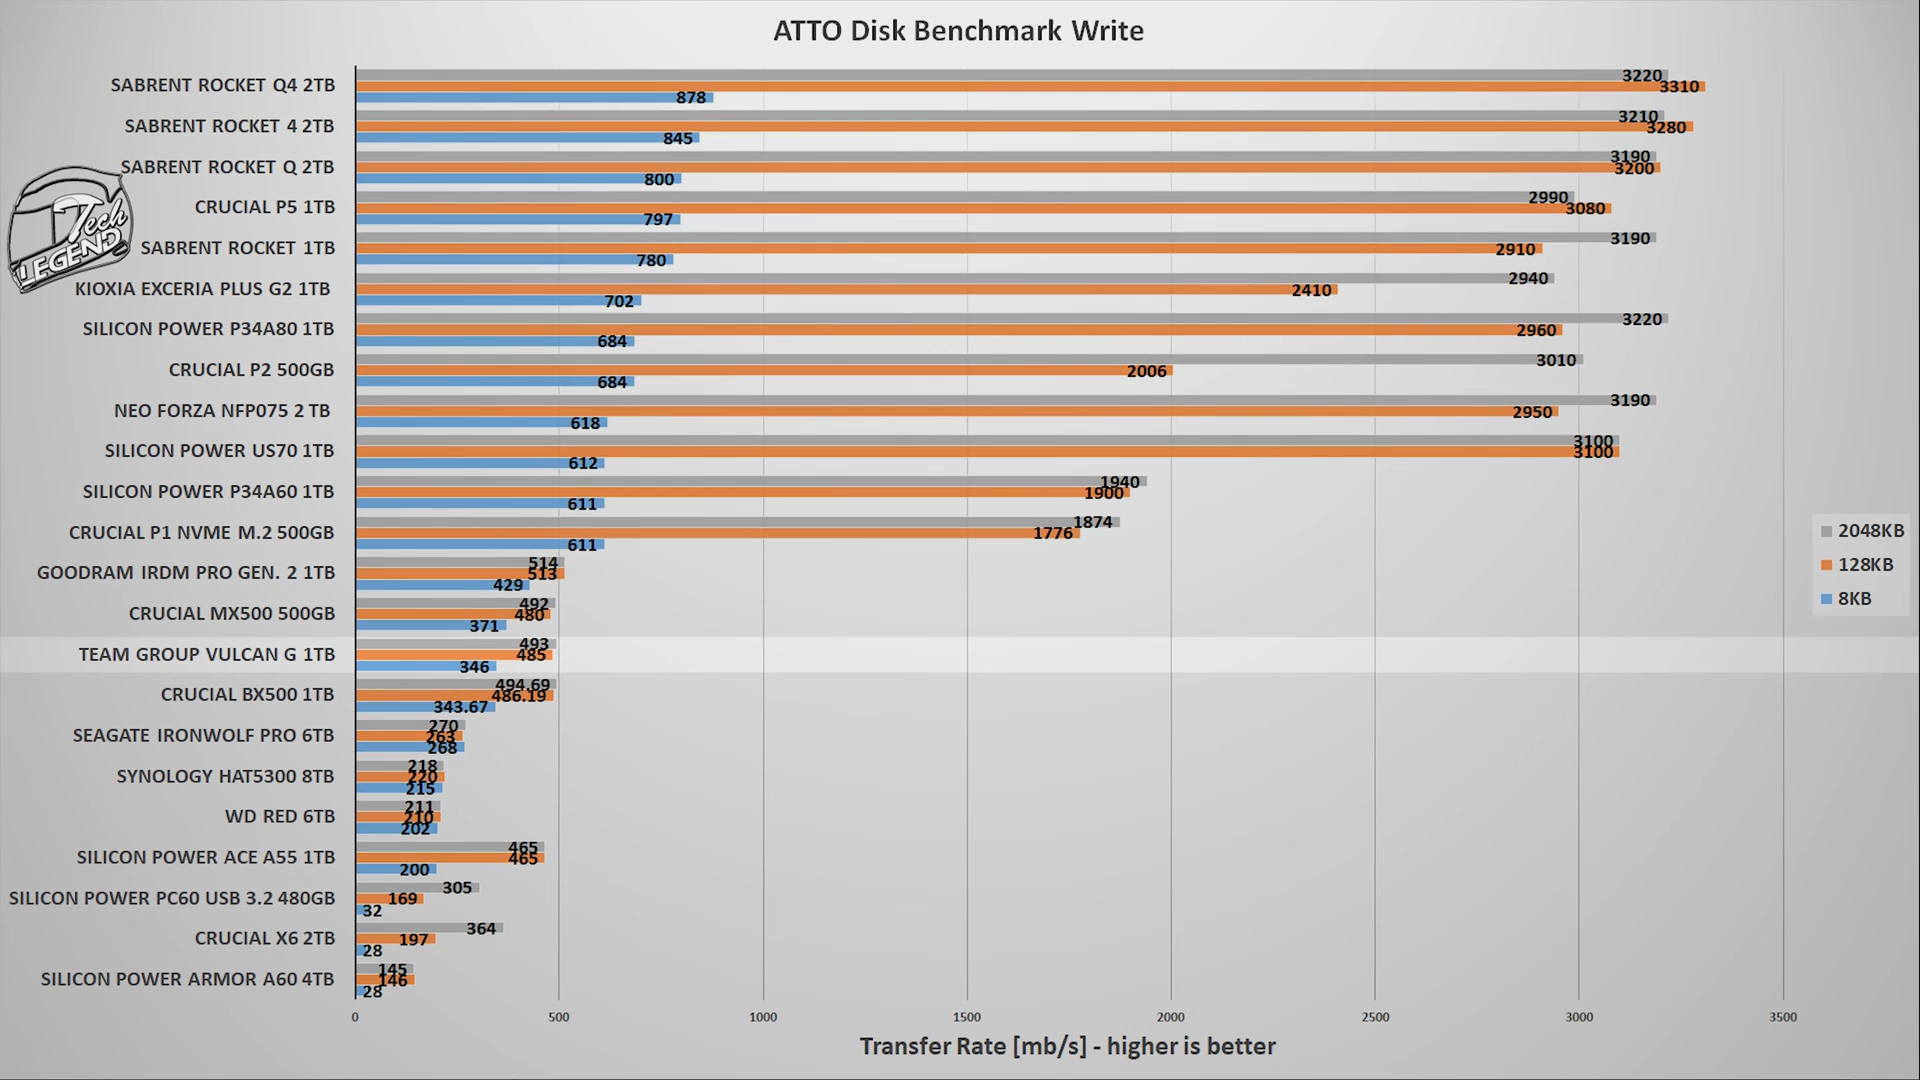 ATTO Disk Benchmark Write
SABRENT ROCKET Q4 2TB
3220
3310
878
SABRENT ROCKET 4 2TB
3210
3280
845
SABRENT ROCKET Q 2TB
3190
3200
800
CRUCIAL P5 1TB
2990
3080
797
Tech
LEGEND
SABRENT ROCKET 1TB
3190
2910
780
KIOXIA EXCERIA PLUS G2 1TB
2940
2410
702
SILICON POWER P34A80 1TB
3220
2960
684
CRUCIAL P2 500GB
3010
2006
684
NEO FORZA NFP075 2 TB
3190
2950
618
SILICON POWER US70 1TB
3100
3100
612
SILICON POWER P34A60 1TB
1940
1900
611
CRUCIAL P1 NVME M.2 500GB
1874
1776
611
GOODRAM IRDM PRO GEN. 2 1TB
514
513
429
CRUCIAL MX500 500GB
492
480
371
TEAM GROUP VULCAN G 1TB
493
485
346
CRUCIAL BX500 1TB
494.69
486.19
343.67
SEAGATE IRONWOLF PRO 6TB
270
263
268
SYNOLOGY HAT5300 8TB
218
220
215
WD RED 6TB
211
210
202
SILICON POWER ACE A55 1TB
465
465
200
SILICON POWER PC60 USB 3.2 480GB
305
169
32
CRUCIAL X6 2TB
364
197
28
SILICON POWER ARMOR A60 4TB
145
146
28
2048KB
128KB
8KB
0 500 1000 1500 2000 2500 3000 3500
Transfer Rate [mb/s] - higher is better